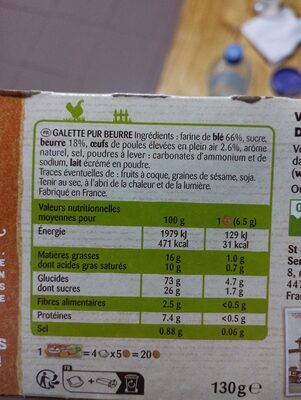 FR GALETTE PUR BEURRE Ingrédients : farine de blé 66%, sucre,
beurre 18%, œufs de poules élevées en plein air 2.6%, arôme
naturel, sel, poudres à lever : carbonates d'ammonium et de
sodium, lait écrémé en poudre.
Traces éventuelles de : fruits à coque, graines de sésame, soja.
Tenir au sec, à l'abri de la chaleur et de la lumière.
Fabriqué en France.
Valeurs nutritionnelles
moyennes pour 100 g 1 (6.5 g)
Énergie 1979 kJ 129 kJ
471 kcal 31 kcal
Matières grasses 16 g 1.0 g
dont acides gras saturés 10 g 0.7 g
Glucides 73 g 4.7 g
dont sucres 26 g 1.7 g
Fibres alimentaires 2.5 g <0.5 g
Protéines 7.4 g <0.5 g
Sel 0.88 g 0.06 g
1 = 4 x 5 = 20
FR
130 g e